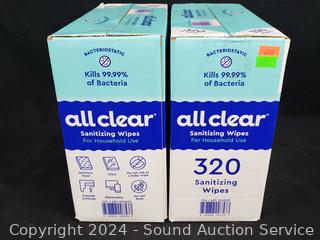 BACTERIOSTATIC
Kills 99.99%
of Bacteria
all clear
Sanitizing Wipes
For Household Use
BACTERIOSTATIC
Kills 99.99%
of Bacteria
all clear
Sanitizing Wipes
For Household Use
320
Sanitizing
Wipes
Copyright 2024 - Sound Auction Service